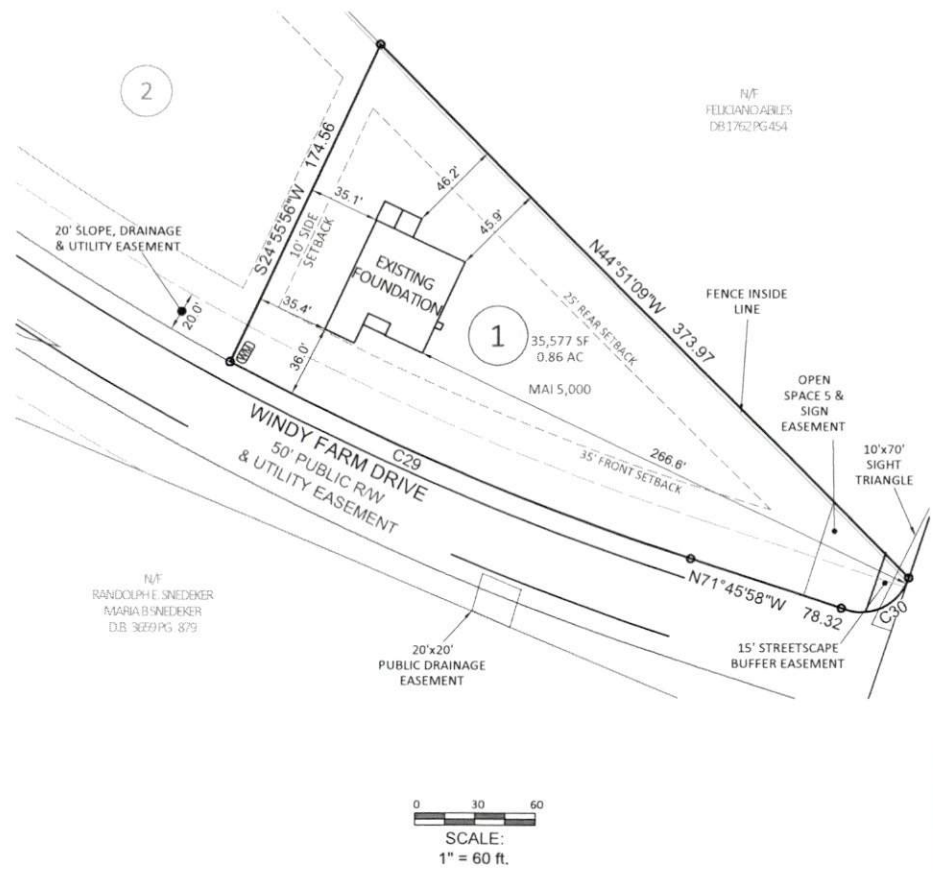 2
N/F
FELICIANO ABILES
DB 1762 PG 454
S24°55'56"W 174.56
35.1'
46.2'
45.9'
10' SIDE
SETBACK
20' SLOPE, DRAINAGE
& UTILITY EASEMENT
20.0'
EXISTING
FOUNDATION
35.4'
36.0'
WM
N44°51'09"W 373.97
25' REAR SETBACK
FENCE INSIDE
LINE
1
35,577 SF
0.86 AC
MAI 5,000
OPEN
SPACE 5 &
SIGN
EASEMENT
10'x70'
SIGHT
TRIANGLE
WINDY FARM DRIVE
50' PUBLIC R/W
& UTILITY EASEMENT
C29
266.6'
35' FRONT SETBACK
N71°45'58"W 78.32
C30
N/F
RANDOLPH E. SNEDEKER
MARIA B SNEDEKER
D.B. 3659 PG. 879
20'x20'
PUBLIC DRAINAGE
EASEMENT
15' STREETSCAPE
BUFFER EASEMENT
0 30 60
SCALE:
1" = 60 ft.